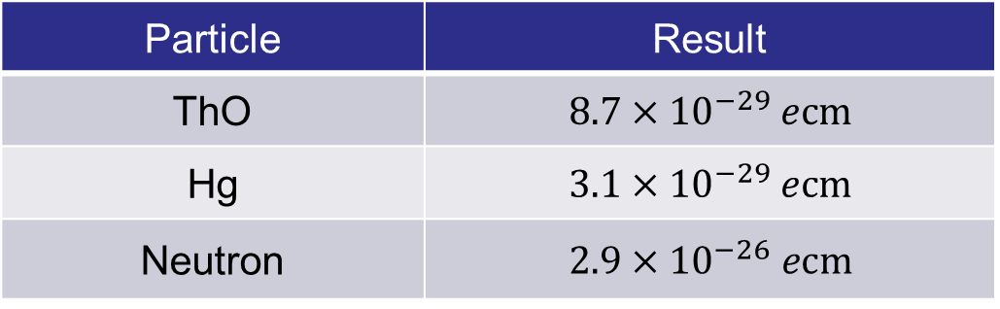 Particle Result
ThO 8.7 × 10⁻²⁹ ecm
Hg 3.1 × 10⁻²⁹ ecm
Neutron 2.9 × 10⁻²⁶ ecm